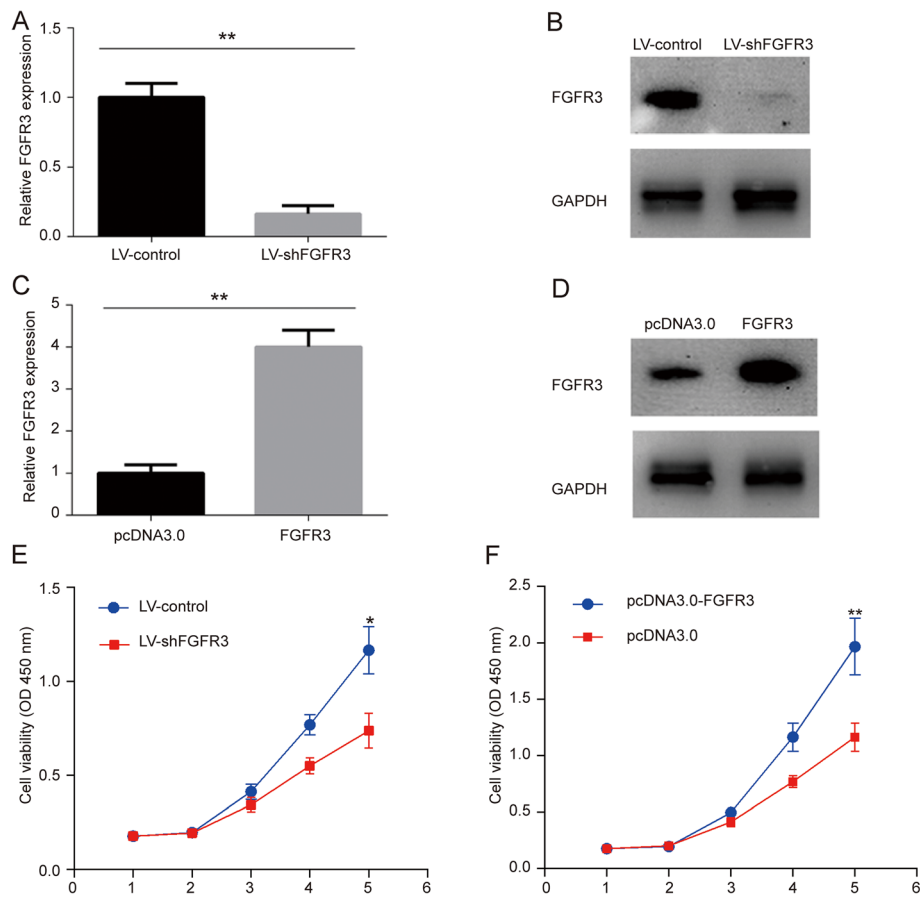 A
Relative FGFR3 expression
1.5
1.0
0.5
0.0
**
LV-control
LV-shFGFR3
B
LV-control
LV-shFGFR3
FGFR3
GAPDH
C
Relative FGFR3 expression
5
4
3
2
1
0
**
pcDNA3.0
FGFR3
D
pcDNA3.0
FGFR3
FGFR3
GAPDH
E
Cell viability (OD 450 nm)
1.5
1.0
0.5
0.0
LV-control
LV-shFGFR3
*
0
1
2
3
4
5
6
F
Cell viability (OD 450 nm)
2.5
2.0
1.5
1.0
0.5
0.0
pcDNA3.0-FGFR3
pcDNA3.0
**
0
1
2
3
4
5
6